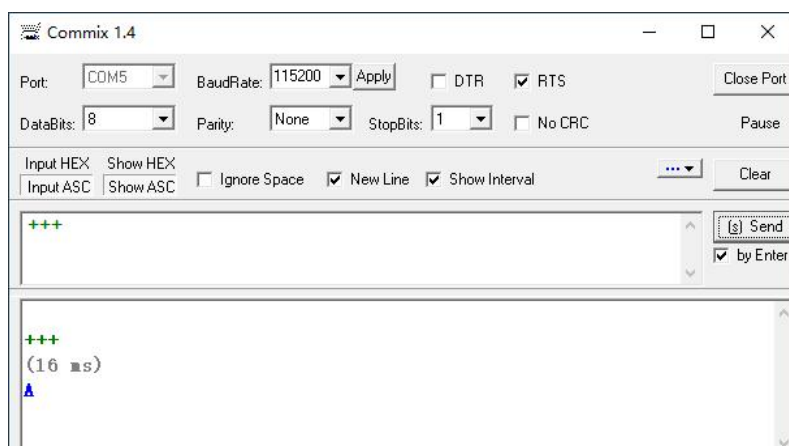 Commix 1.4
Port: COM5 BaudRate: 115200 Apply DTR RTS Close Port
DataBits: 8 Parity: None StopBits: 1 No CRC Pause
Input HEX Show HEX
Input ASC Show ASC Ignore Space New Line Show Interval ... Clear
+++
(s) Send
by Enter
+++
(16 ms)
A